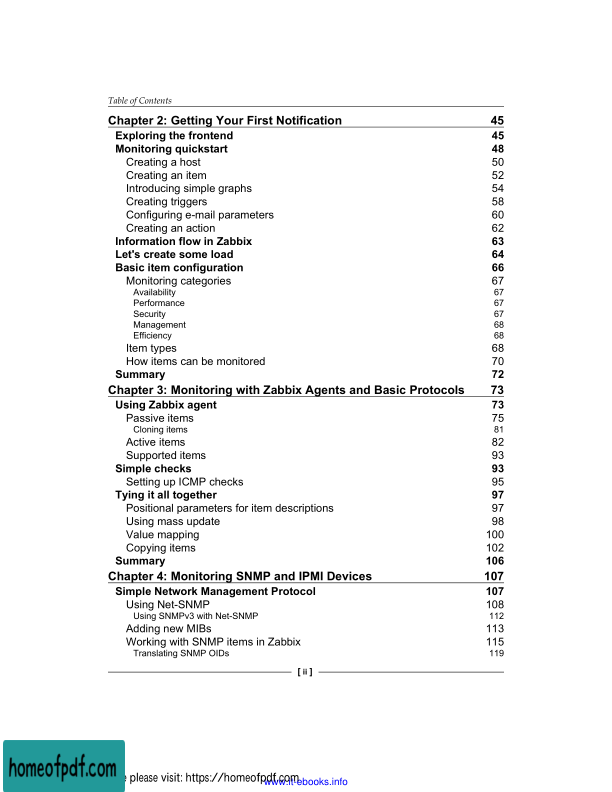 Table of Contents
Chapter 2: Getting Your First Notification 45
Exploring the frontend 45
Monitoring quickstart 48
Creating a host 50
Creating an item 52
Introducing simple graphs 54
Creating triggers 58
Configuring e-mail parameters 60
Creating an action 62
Information flow in Zabbix 63
Let's create some load 64
Basic item configuration 66
Monitoring categories 67
Availability 67
Performance 67
Security 67
Management 68
Efficiency 68
Item types 68
How items can be monitored 70
Summary 72
Chapter 3: Monitoring with Zabbix Agents and Basic Protocols 73
Using Zabbix agent 73
Passive items 75
Cloning items 81
Active items 82
Supported items 93
Simple checks 93
Setting up ICMP checks 95
Tying it all together 97
Positional parameters for item descriptions 97
Using mass update 98
Value mapping 100
Copying items 102
Summary 106
Chapter 4: Monitoring SNMP and IPMI Devices 107
Simple Network Management Protocol 107
Using Net-SNMP 108
Using SNMPv3 with Net-SNMP 112
Adding new MIBs 113
Working with SNMP items in Zabbix 115
Translating SNMP OIDs 119
[ ii ]
homeofpdf.com
please visit: https://homeofpdf.com
www.it-ebooks.info